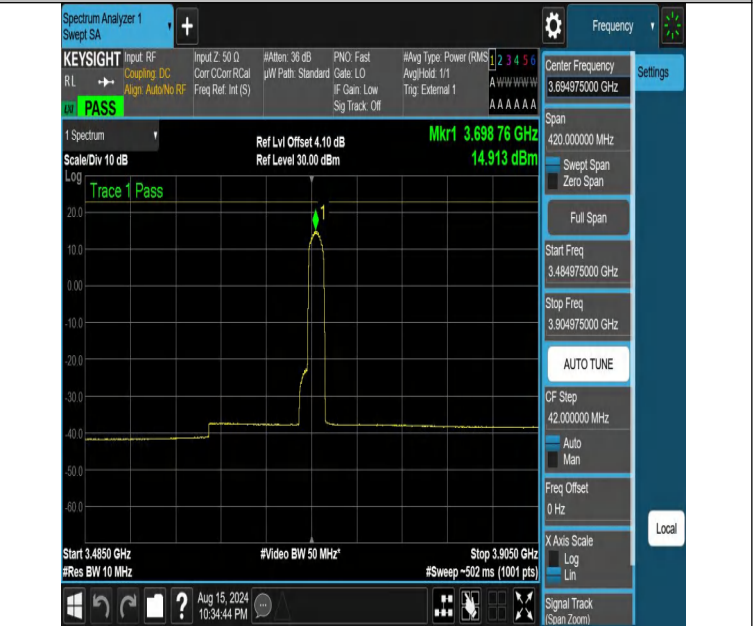 Spectrum Analyzer 1
Swept SA
+
Frequency
KEYSIGHT
RL
PASS
Input: RF
Coupling: DC
Align: Auto/No RF
Input Z: 50 Ω
Corr CCorr RCal
Freq Ref: Int (S)
#Atten: 36 dB
µW Path: Standard
PNO: Fast
Gate: LO
IF Gain: Low
Sig Track: Off
#Avg Type: Power (RMS
Avg|Hold: 1/1
Trig: External 1
1 2 3 4 5 6
A W W W W W
A A A A A A
1 Spectrum
Scale/Div 10 dB
Ref Lvl Offset 4.10 dB
Ref Level 30.00 dBm
Mkr1 3.698 76 GHz
14.913 dBm
Log
Trace 1 Pass
1
20.0
10.0
0.00
-10.0
-20.0
-30.0
-40.0
-50.0
-60.0
Start 3.4850 GHz
#Res BW 10 MHz
#Video BW 50 MHz*
Stop 3.9050 GHz
#Sweep ~502 ms (1001 pts)
?
Aug 15, 2024
10:34:44 PM
Center Frequency
3.694975000 GHz
Settings
Span
420.000000 MHz
Swept Span
Zero Span
Full Span
Start Freq
3.484975000 GHz
Stop Freq
3.904975000 GHz
AUTO TUNE
CF Step
42.000000 MHz
Auto
Man
Freq Offset
0 Hz
Local
X Axis Scale
Log
Lin
Signal Track
(Span Zoom)